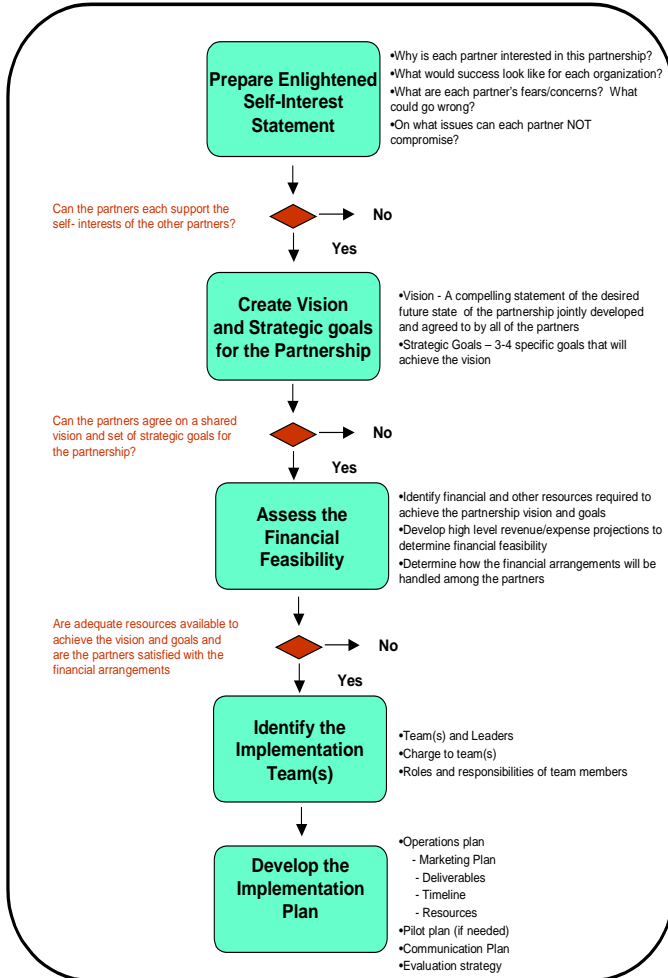 Prepare Enlightened
Self-Interest
Statement
•Why is each partner interested in this partnership?
•What would success look like for each organization?
•What are each partner's fears/concerns?  What
could go wrong?
•On what issues can each partner NOT
compromise?
Can the partners each support the
self- interests of the other partners?
No
Yes
Create Vision
and Strategic goals
for the Partnership
•Vision - A compelling statement of the desired
future state  of the partnership jointly developed
and agreed to by all of the partners
•Strategic Goals – 3-4 specific goals that will
achieve the vision
Can the partners agree on a shared
vision and set of strategic goals for
the partnership?
No
Yes
Assess the
Financial
Feasibility
•Identify financial and other resources required to
achieve the partnership vision and goals
•Develop high level revenue/expense projections to
determine financial feasibility
•Determine how the financial arrangements will be
handled among the partners
Are adequate resources available to
achieve the vision and goals and
are the partners satisfied with the
financial arrangements
No
Yes
Identify the
Implementation
Team(s)
•Team(s) and Leaders
•Charge to team(s)
•Roles and responsibilities of team members
Develop the
Implementation
Plan
•Operations plan
- Marketing Plan
- Deliverables
- Timeline
- Resources
•Pilot plan (if needed)
•Communication Plan
•Evaluation strategy